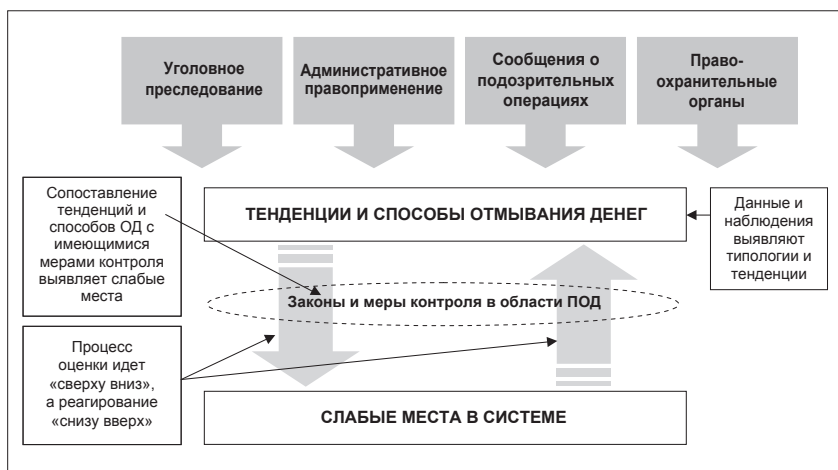 Уголовное
преследование
Административное
правоприменение
Сообщения о
подозрительных
операциях
Право-
охранительные
органы
Сопоставление
тенденций и
способов ОД с
имеющимися
мерами контроля
выявляет слабые
места
ТЕНДЕНЦИИ И СПОСОБЫ ОТМЫВАНИЯ ДЕНЕГ
Данные и
наблюдения
выявляют
типологии и
тенденции
Законы и меры контроля в области ПОД
Процесс
оценки идет
«сверху вниз»,
а реагирование
«снизу вверх»
СЛАБЫЕ МЕСТА В СИСТЕМЕ